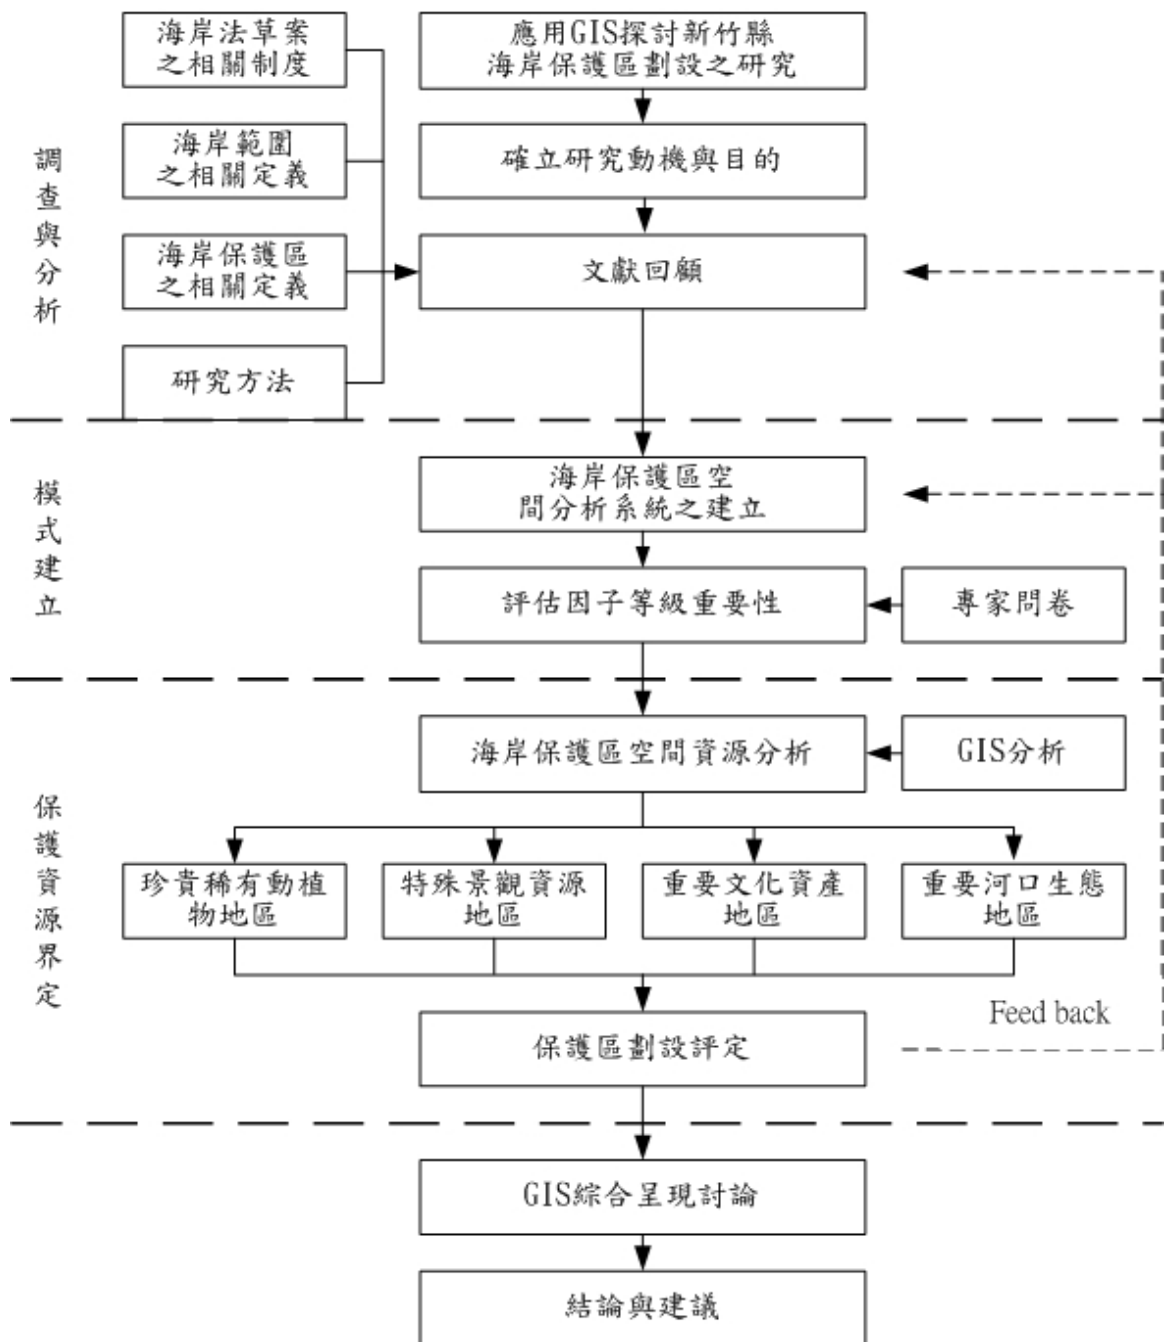 海岸法草案
之相關制度
應用GIS探討新竹縣
海岸保護區劃設之研究
調查與分析
海岸範圍
之相關定義
確立研究動機與目的
海岸保護區
之相關定義
文獻回顧
研究方法
模式建立
海岸保護區空
間分析系統之建立
評估因子等級重要性
專家問卷
保護資源界定
海岸保護區空間資源分析
GIS分析
珍貴稀有動植
物地區
特殊景觀資源
地區
重要文化資產
地區
重要河口生態
地區
Feed back
保護區劃設評定
GIS綜合呈現討論
結論與建議